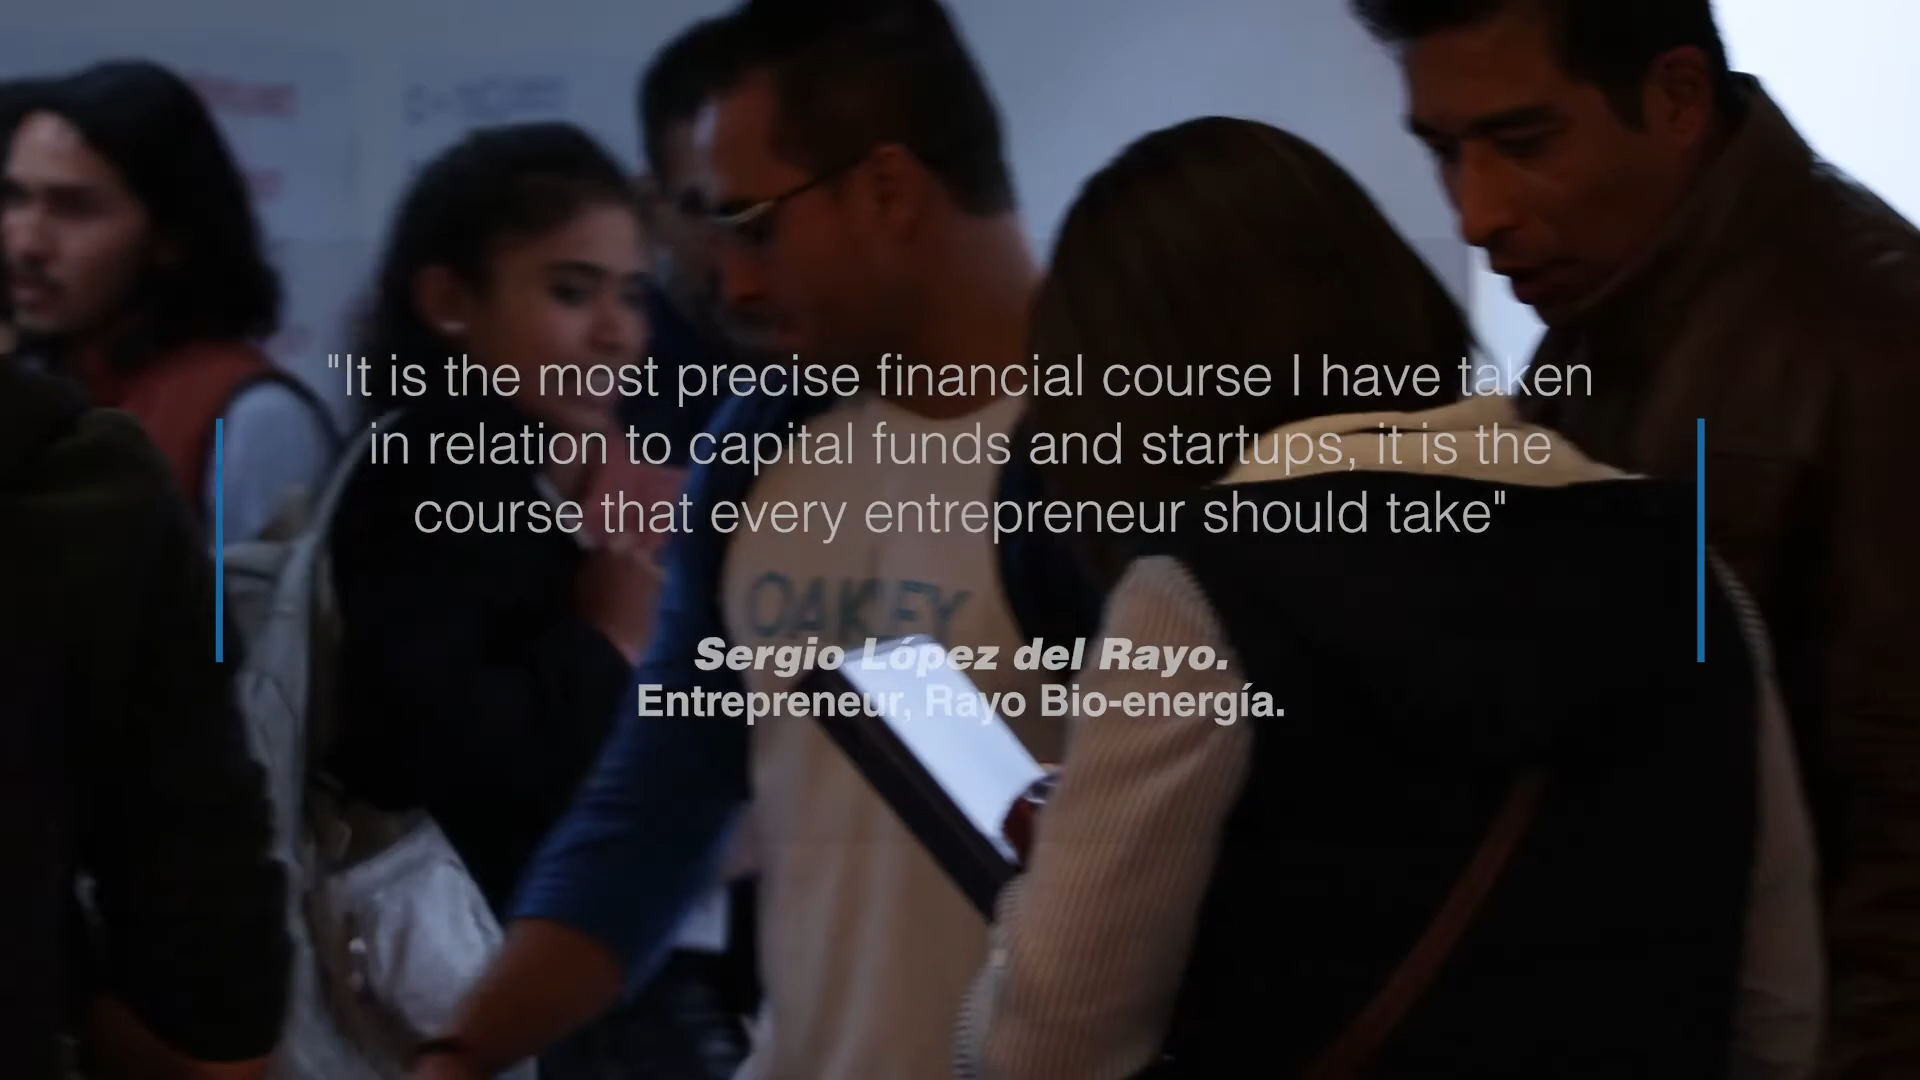 "It is the most precise financial course I have taken
in relation to capital funds and startups, it is the
course that every entrepreneur should take"
OAKLEY
Sergio López del Rayo.
Entrepreneur, Rayo Bio-energía.